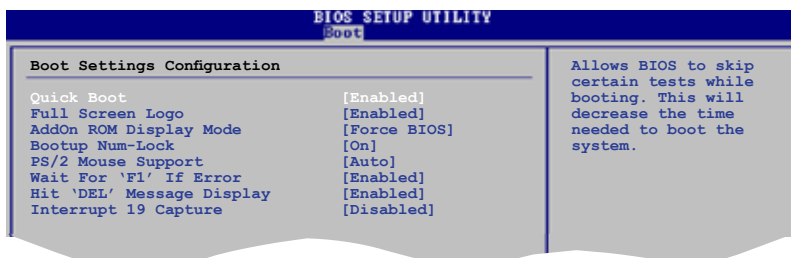 BIOS SETUP UTILITY
Boot
Boot Settings Configuration
Quick Boot [Enabled]
Full Screen Logo [Enabled]
AddOn ROM Display Mode [Force BIOS]
Bootup Num-Lock [On]
PS/2 Mouse Support [Auto]
Wait For ‘F1’ If Error [Enabled]
Hit ‘DEL’ Message Display [Enabled]
Interrupt 19 Capture [Disabled]
Allows BIOS to skip
certain tests while
booting. This will
decrease the time
needed to boot the
system.